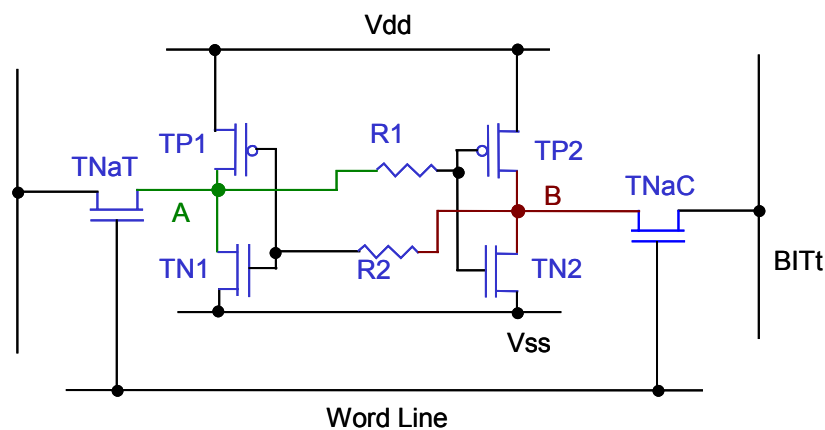 Vdd
R1
TP1
TP2
TNaT
TNaC
A
B
TN1
R2
TN2
BITt
Vss
Word Line